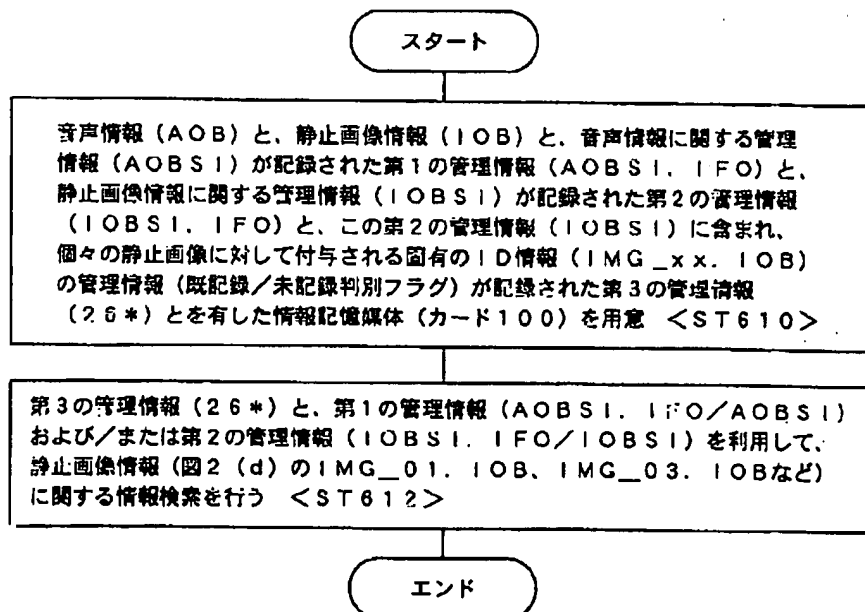 スタート
音声情報（AOB）と、静止画像情報（IOB）と、音声情報に関する管理
情報（AOBSI）が記録された第1の管理情報（AOBSI．IFO）と、
静止画像情報に関する管理情報（IOBSI）が記録された第2の管理情報
（IOBSI．IFO）と、この第2の管理情報（IOBSI）に含まれ、
個々の静止画像に対して付与される固有のID情報（IMG_xx．IOB）
の管理情報（既記録／未記録判別フラグ）が記録された第3の管理情報
（26＊）とを有した情報記憶媒体（カード100）を用意 ＜ST610＞
第3の管理情報（26＊）と、第1の管理情報（AOBSI．IFO／AOBSI）
および／または第2の管理情報（IOBSI．IFO／IOBSI）を利用して、
静止画像情報（図2（d）のIMG_01．IOB、IMG_03．IOBなど）
に関する情報検索を行う ＜ST612＞
エンド